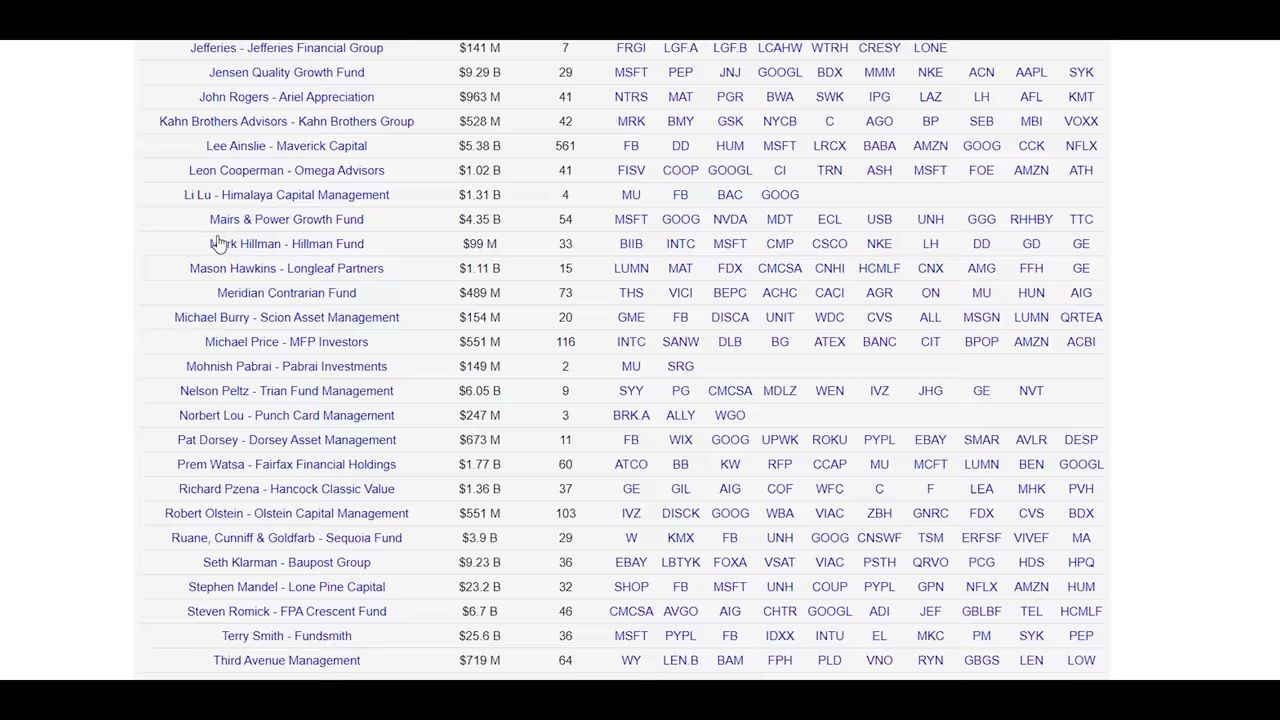 Jefferies - Jefferies Financial Group $141 M 7 FRGI LGF.A LGF.B LCAHW WTRH CRESY LONE
Jensen Quality Growth Fund $9.29 B 29 MSFT PEP JNJ GOOGL BDX MMM NKE ACN AAPL SYK
John Rogers - Ariel Appreciation $963 M 41 NTRS MAT PGR BWA SWK IPG LAZ LH AFL KMT
Kahn Brothers Advisors - Kahn Brothers Group $528 M 42 MRK BMY GSK NYCB C AGO BP SEB MBI VOXX
Lee Ainslie - Maverick Capital $5.38 B 561 FB DD HUM MSFT LRCX BABA AMZN GOOG CCK NFLX
Leon Cooperman - Omega Advisors $1.02 B 41 FISV COOP GOOGL CI TRN ASH MSFT FOE AMZN ATH
Li Lu - Himalaya Capital Management $1.31 B 4 MU FB BAC GOOG
Mairs & Power Growth Fund $4.35 B 54 MSFT GOOG NVDA MDT ECL USB UNH GGG RHHBY TTC
Mark Hillman - Hillman Fund $99 M 33 BIIB INTC MSFT CMP CSCO NKE LH DD GD GE
Mason Hawkins - Longleaf Partners $1.11 B 15 LUMN MAT FDX CMCSA CNHI HCMLF CNX AMG FFH GE
Meridian Contrarian Fund $489 M 73 THS VICI BEPC ACHC CACI AGR ON MU HUN AIG
Michael Burry - Scion Asset Management $154 M 20 GME FB DISCA UNIT WDC CVS ALL MSGN LUMN QRTEA
Michael Price - MFP Investors $551 M 116 INTC SANW DLB BG ATEX BANC CIT BPOP AMZN ACBI
Mohnish Pabrai - Pabrai Investments $149 M 2 MU SRG
Nelson Peltz - Trian Fund Management $6.05 B 9 SYY PG CMCSA MDLZ WEN IVZ JHG GE NVT
Norbert Lou - Punch Card Management $247 M 3 BRK.A ALLY WGO
Pat Dorsey - Dorsey Asset Management $673 M 11 FB WIX GOOG UPWK ROKU PYPL EBAY SMAR AVLR DESP
Prem Watsa - Fairfax Financial Holdings $1.77 B 60 ATCO BB KW RFP CCAP MU MCFT LUMN BEN GOOGL
Richard Pzena - Hancock Classic Value $1.36 B 37 GE GIL AIG COF WFC C F LEA MHK PVH
Robert Olstein - Olstein Capital Management $551 M 103 IVZ DISCK GOOG WBA VIAC ZBH GNRC FDX CVS BDX
Ruane, Cunniff & Goldfarb - Sequoia Fund $3.9 B 29 W KMX FB UNH GOOG CNSWF TSM ERFSF VIVEF MA
Seth Klarman - Baupost Group $9.23 B 36 EBAY LBTYK FOXA VSAT VIAC PSTH QRVO PCG HDS HPQ
Stephen Mandel - Lone Pine Capital $23.2 B 32 SHOP FB MSFT UNH COUP PYPL GPN NFLX AMZN HUM
Steven Romick - FPA Crescent Fund $6.7 B 46 CMCSA AVGO AIG CHTR GOOGL ADI JEF GBLBF TEL HCMLF
Terry Smith - Fundsmith $25.6 B 36 MSFT PYPL FB IDXX INTU EL MKC PM SYK PEP
Third Avenue Management $719 M 64 WY LEN.B BAM FPH PLD VNO RYN GBGS LEN LOW